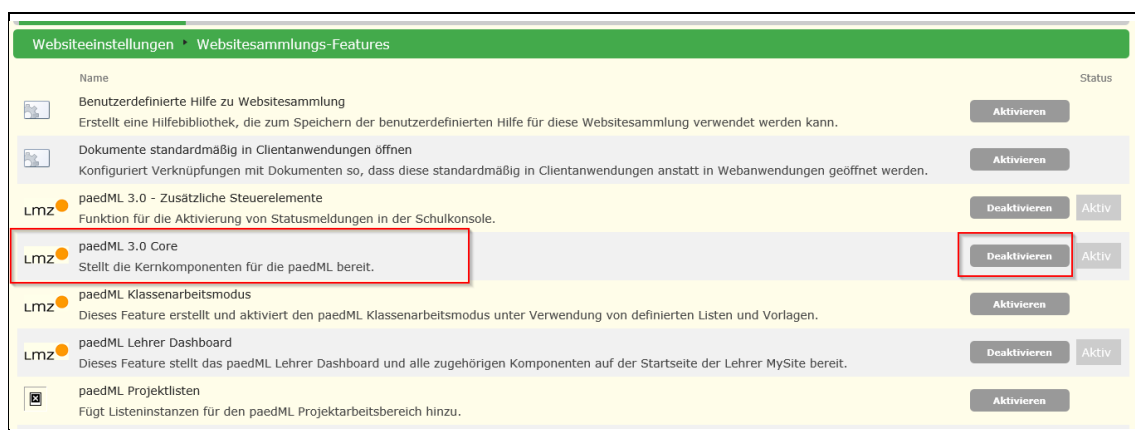 Websiteeinstellungen ‣ Websitesammlungs-Features
Name Status
Benutzerdefinierte Hilfe zu Websitesammlung
Erstellt eine Hilfebibliothek, die zum Speichern der benutzerdefinierten Hilfe für diese Websitesammlung verwendet werden kann.
Aktivieren
Dokumente standardmäßig in Clientanwendungen öffnen
Konfiguriert Verknüpfungen mit Dokumenten so, dass diese standardmäßig in Clientanwendungen anstatt in Webanwendungen geöffnet werden.
Aktivieren
LMZ
paedML 3.0 - Zusätzliche Steuerelemente
Funktion für die Aktivierung von Statusmeldungen in der Schulkonsole.
Deaktivieren Aktiv
LMZ
paedML 3.0 Core
Stellt die Kernkomponenten für die paedML bereit.
Deaktivieren Aktiv
LMZ
paedML Klassenarbeitsmodus
Dieses Feature erstellt und aktiviert den paedML Klassenarbeitsmodus unter Verwendung von definierten Listen und Vorlagen.
Aktivieren
LMZ
paedML Lehrer Dashboard
Dieses Feature stellt das paedML Lehrer Dashboard und alle zugehörigen Komponenten auf der Startseite der Lehrer MySite bereit.
Deaktivieren Aktiv
paedML Projektlisten
Fügt Listeninstanzen für den paedML Projektarbeitsbereich hinzu.
Aktivieren